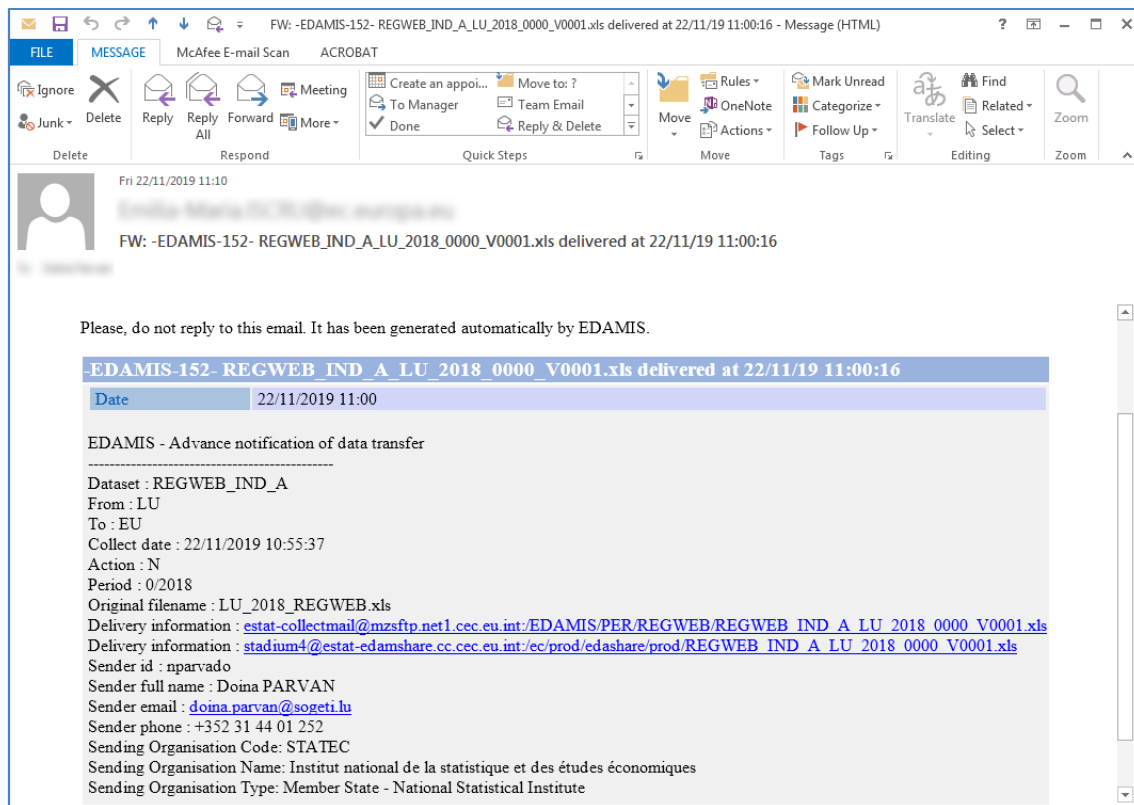 FW: -EDAMIS-152- REGWEB_IND_A_LU_2018_0000_V0001.xls delivered at 22/11/19 11:00:16 - Message (HTML)
FILE MESSAGE McAfee E-mail Scan ACROBAT
Ignore
Junk
Delete
Reply
Reply All
Forward
Meeting
More
Create an appoi...
To Manager
Done
Move to: ?
Team Email
Reply & Delete
Move
Rules
OneNote
Actions
Mark Unread
Categorize
Follow Up
Translate
Find
Related
Select
Zoom
Delete Respond Quick Steps Move Tags Editing Zoom
Fri 22/11/2019 11:10
FW: -EDAMIS-152- REGWEB_IND_A_LU_2018_0000_V0001.xls delivered at 22/11/19 11:00:16
Please, do not reply to this email. It has been generated automatically by EDAMIS.
-EDAMIS-152- REGWEB_IND_A_LU_2018_0000_V0001.xls delivered at 22/11/19 11:00:16
Date 22/11/2019 11:00
EDAMIS - Advance notification of data transfer
----------------------------------------------
Dataset : REGWEB_IND_A
From : LU
To : EU
Collect date : 22/11/2019 10:55:37
Action : N
Period : 0/2018
Original filename : LU_2018_REGWEB.xls
Delivery information : estat-collectmail@mzsftp.net1.cec.eu.int:/EDAMIS/PER/REGWEB/REGWEB_IND_A_LU_2018_0000_V0001.xls
Delivery information : stadium4@estat-edamshare.cc.cec.eu.int:/ec/prod/edashare/prod/REGWEB_IND_A_LU_2018_0000_V0001.xls
Sender id : nparvado
Sender full name : Doina PARVAN
Sender email : doina.parvan@sogeti.lu
Sender phone : +352 31 44 01 252
Sending Organisation Code: STATEC
Sending Organisation Name: Institut national de la statistique et des études économiques
Sending Organisation Type: Member State - National Statistical Institute